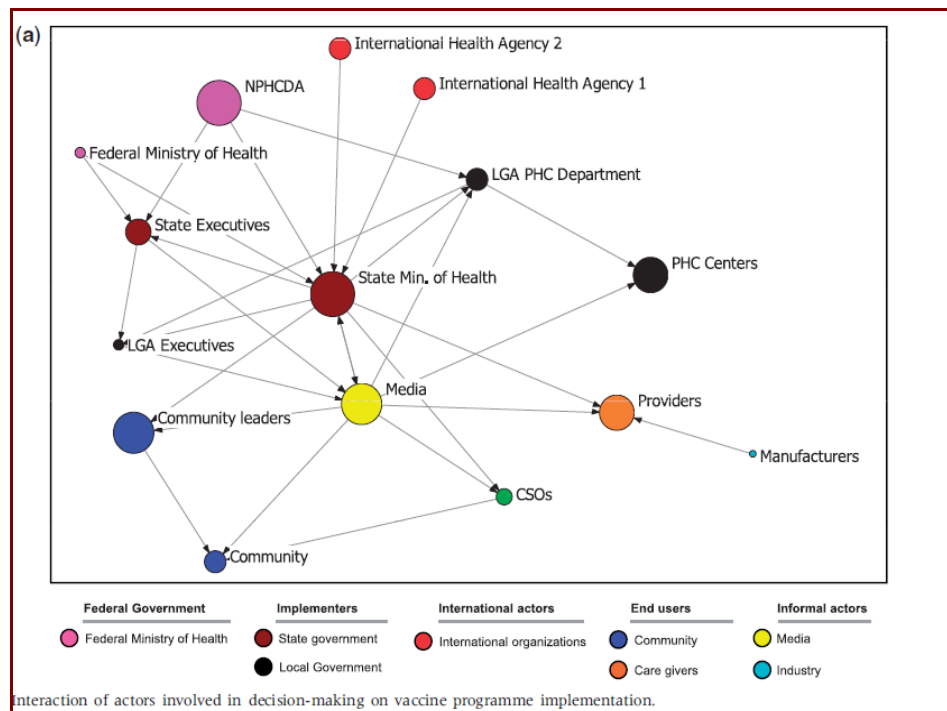 (a)
International Health Agency 2
NPHCDA
International Health Agency 1
Federal Ministry of Health
LGA PHC Department
State Executives
PHC Centers
State Min. of Health
LGA Executives
Media
Community leaders
Providers
Manufacturers
CSOs
Community
Federal Government Implementers International actors End users Informal actors
Federal Ministry of Health State government International organizations Community Media
Local Government Care givers Industry
Interaction of actors involved in decision-making on vaccine programme implementation.